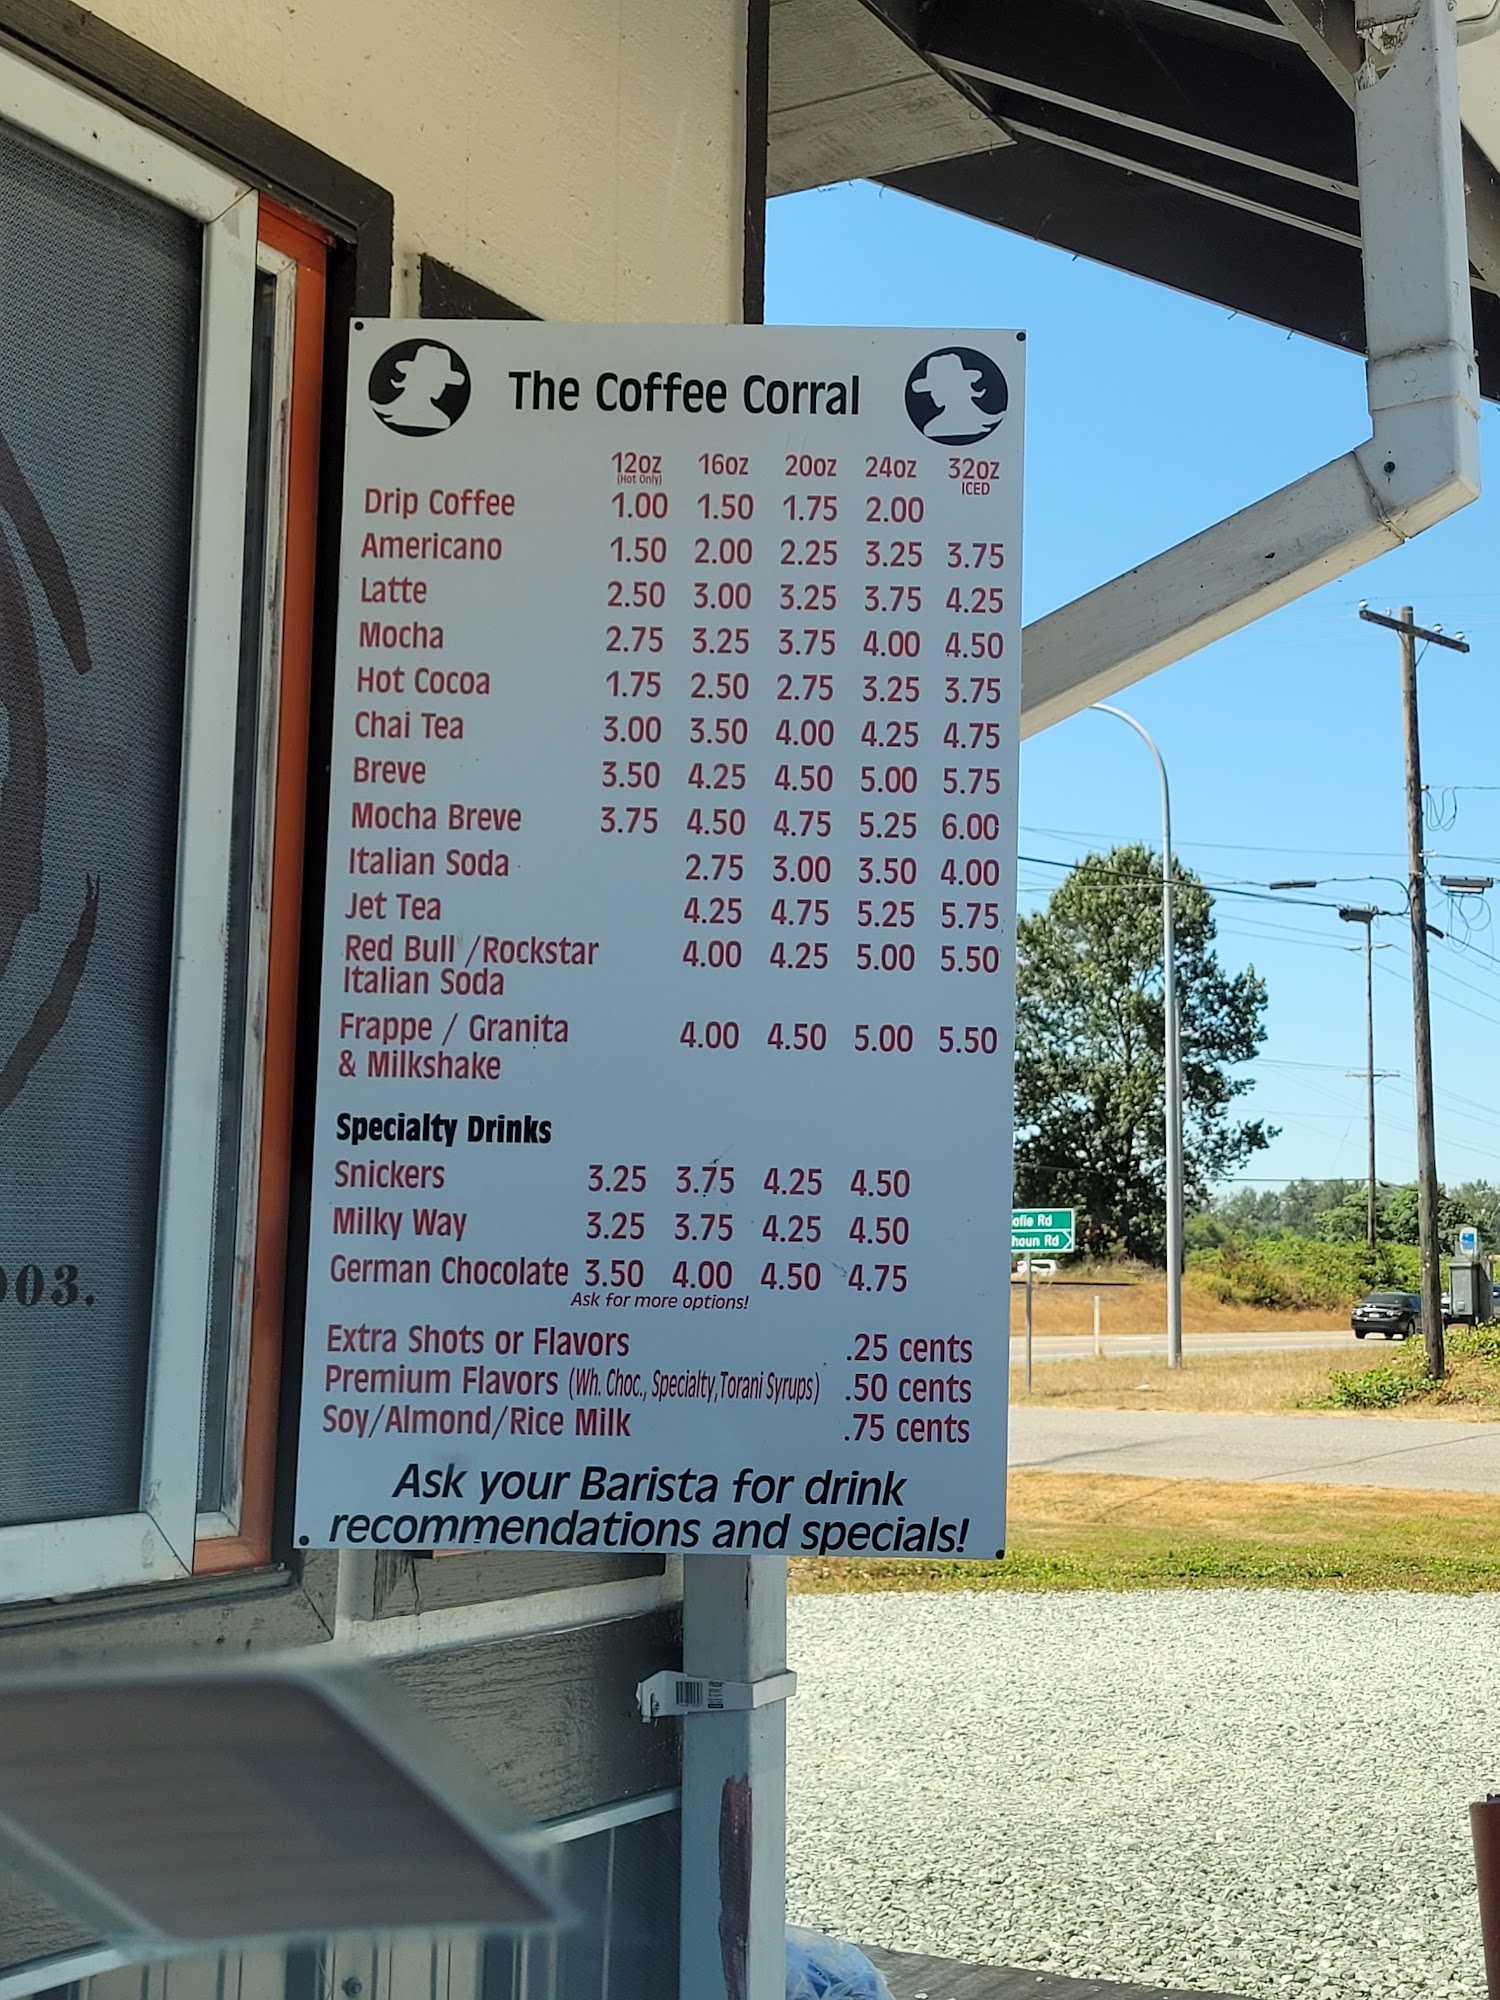 The Coffee Corral
12oz 16oz 20oz 24oz 32oz
(Hot Only) ICED
Drip Coffee 1.00 1.50 1.75 2.00
Americano 1.50 2.00 2.25 3.25 3.75
Latte 2.50 3.00 3.25 3.75 4.25
Mocha 2.75 3.25 3.75 4.00 4.50
Hot Cocoa 1.75 2.50 2.75 3.25 3.75
Chai Tea 3.00 3.50 4.00 4.25 4.75
Breve 3.50 4.25 4.50 5.00 5.75
Mocha Breve 3.75 4.50 4.75 5.25 6.00
Italian Soda 2.75 3.00 3.50 4.00
Jet Tea 4.25 4.75 5.25 5.75
Red Bull /Rockstar 4.00 4.25 5.00 5.50
Italian Soda
Frappe / Granita 4.00 4.50 5.00 5.50
& Milkshake
Specialty Drinks
Snickers 3.25 3.75 4.25 4.50
Milky Way 3.25 3.75 4.25 4.50
German Chocolate 3.50 4.00 4.50 4.75
Ask for more options!
Extra Shots or Flavors .25 cents
Premium Flavors (Wh. Choc., Specialty,Torani Syrups) .50 cents
Soy/Almond/Rice Milk .75 cents
Ask your Barista for drink
recommendations and specials!
03.
Rd
Rd